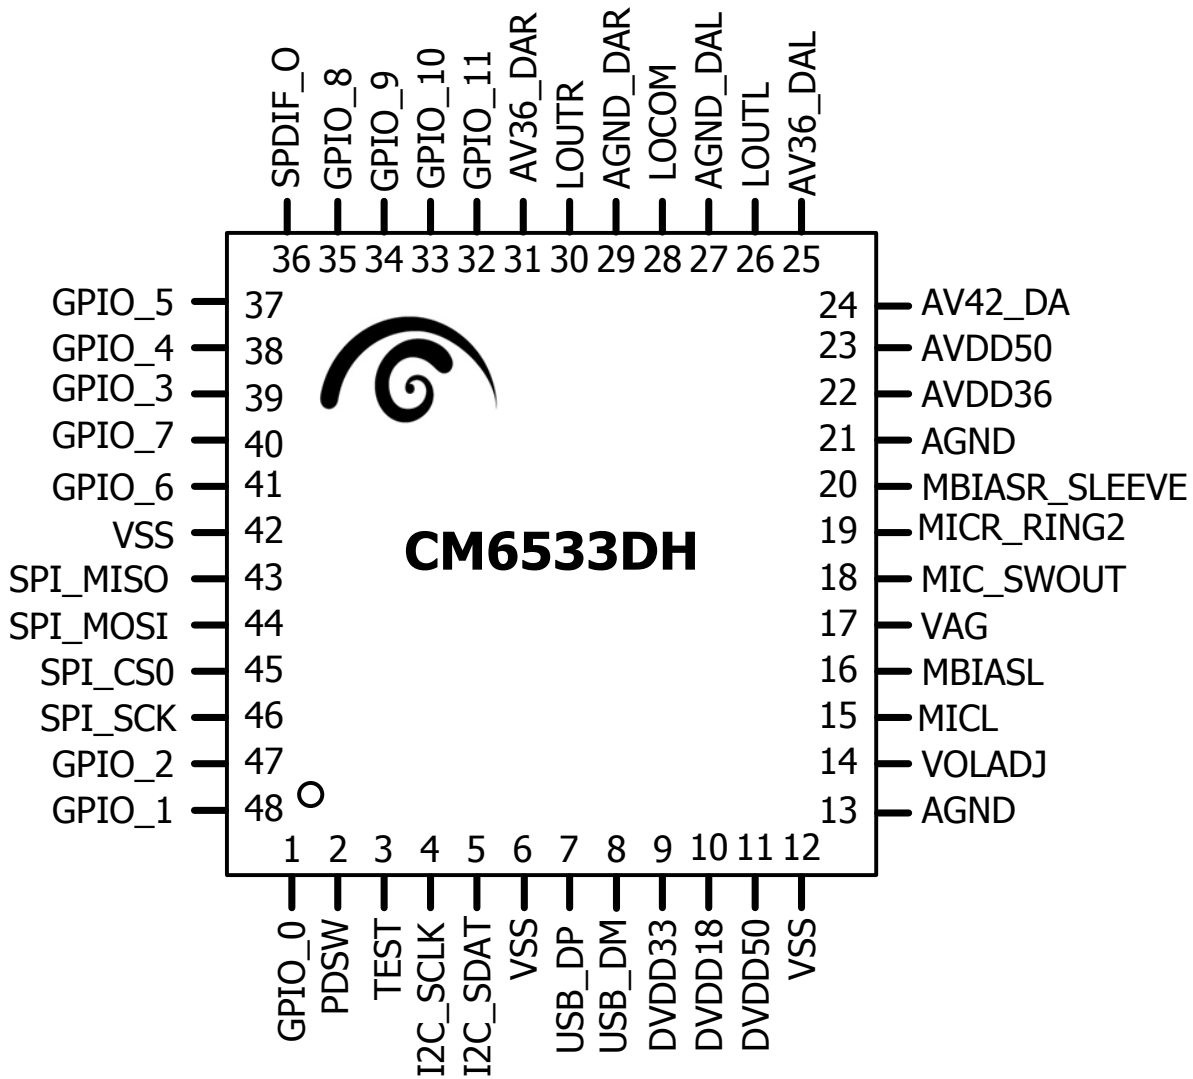 SPDIF_O
GPIO_8
GPIO_9
GPIO_10
GPIO_11
AV36_DAR
LOUTR
AGND_DAR
LOCOM
AGND_DAL
LOUTL
AV36_DAL
36 35 34 33 32 31 30 29 28 27 26 25
GPIO_5 37
GPIO_4 38
GPIO_3 39
GPIO_7 40
GPIO_6 41
VSS 42
SPI_MISO 43
SPI_MOSI 44
SPI_CS0 45
SPI_SCK 46
GPIO_2 47
GPIO_1 48
CM6533DH
24 AV42_DA
23 AVDD50
22 AVDD36
21 AGND
20 MBIASR_SLEEVE
19 MICR_RING2
18 MIC_SWOUT
17 VAG
16 MBIASL
15 MICL
14 VOLADJ
13 AGND
1 2 3 4 5 6 7 8 9 10 11 12
GPIO_0
PDSW
TEST
I2C_SCLK
I2C_SDAT
VSS
USB_DP
USB_DM
DVDD33
DVDD18
DVDD50
VSS